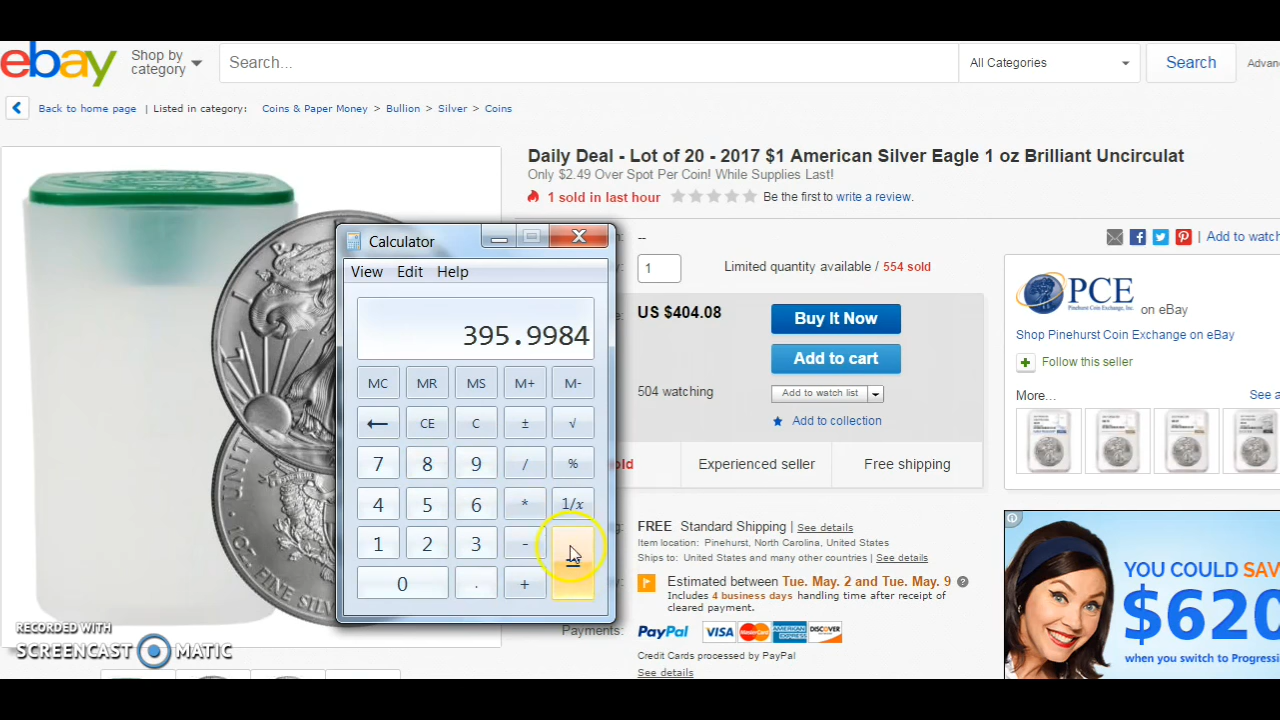 ebay
Shop by category
Search...
All Categories
Search
Back to home page | Listed in category: Coins & Paper Money > Bullion > Silver > Coins
Daily Deal - Lot of 20 - 2017 $1 American Silver Eagle 1 oz Brilliant Uncirculat
Only $2.49 Over Spot Per Coin! While Supplies Last!
1 sold in last hour
Be the first to write a review.
--
Calculator
View Edit Help
395.9984
MC MR MS M+ M-
← CE C ± √
7 8 9 / %
4 5 6 * 1/x
1 2 3 -
0 . +
1
Limited quantity available / 554 sold
US $404.08
Buy It Now
Add to cart
504 watching
Add to watch list
Add to collection
Experienced seller
Free shipping
FREE Standard Shipping | See details
Item location: Pinehurst, North Carolina, United States
Ships to: United States and many other countries | See details
Estimated between Tue. May. 2 and Tue. May. 9
Includes 4 business days handling time after receipt of
cleared payment.
Payments:
PayPal VISA MasterCard AMERICAN EXPRESS DISCOVER
Credit Cards processed by PayPal
See details
PCE on eBay
Shop Pinehurst Coin Exchange on eBay
Follow this seller
More...
YOU COULD
$620
when you switch to
UNIT
RECORDED WITH
SCREENCAST MATIC